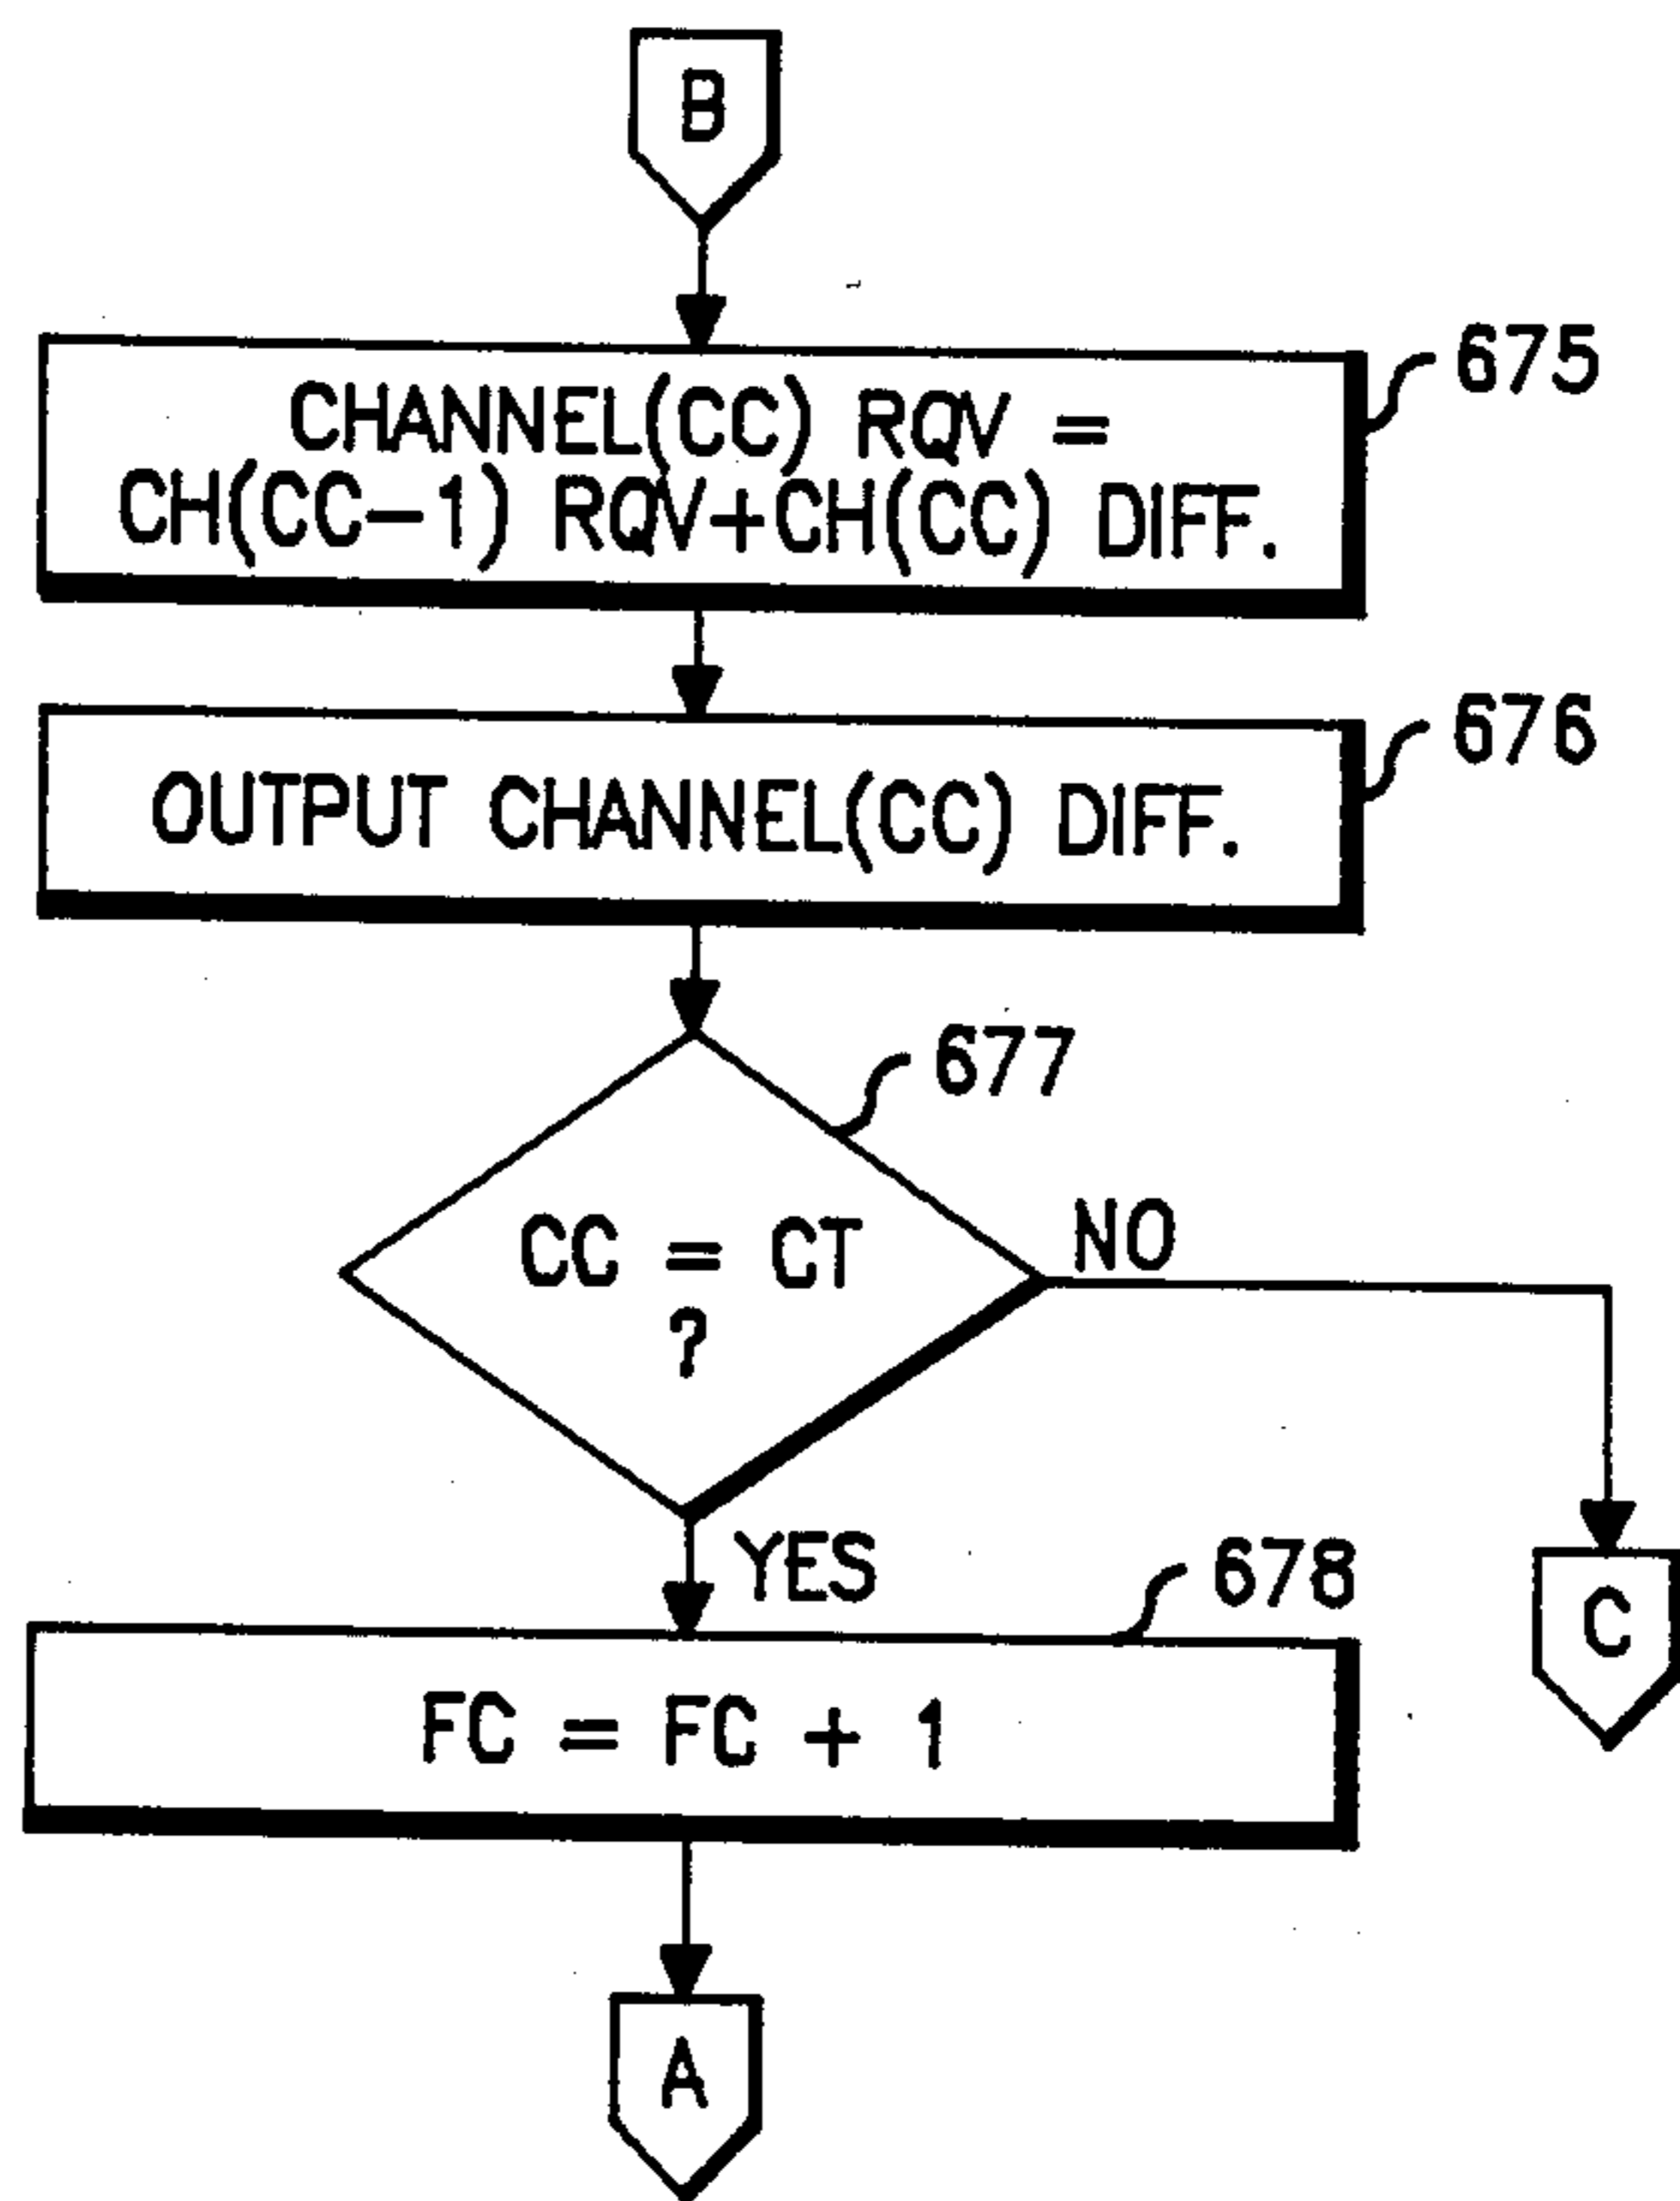 B
675
CHANNEL(CC) RQV =
CH(CC-1) RQV+CH(CC) DIFF.
676
OUTPUT CHANNEL(CC) DIFF.
677
CC = CT
?
NO
YES
678
C
FC = FC + 1
A